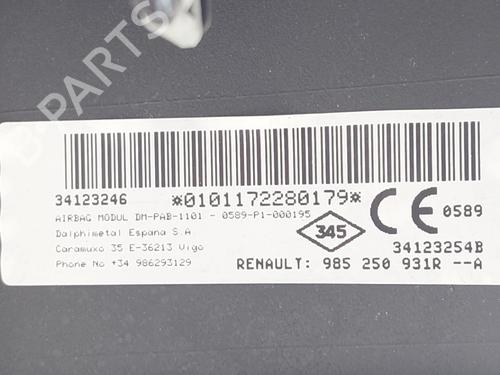 B-PARTS
34123246 *0101172280179*
AIRBAG MODUL DM-PAB-1101 - 0589-P1-000195
Dalphimetal Espana S.A
Caramuxo 35 E-36213 Vigo
Phone No +34 986293129
345
CE 0589
34123254B
RENAULT: 985 250 931R --A